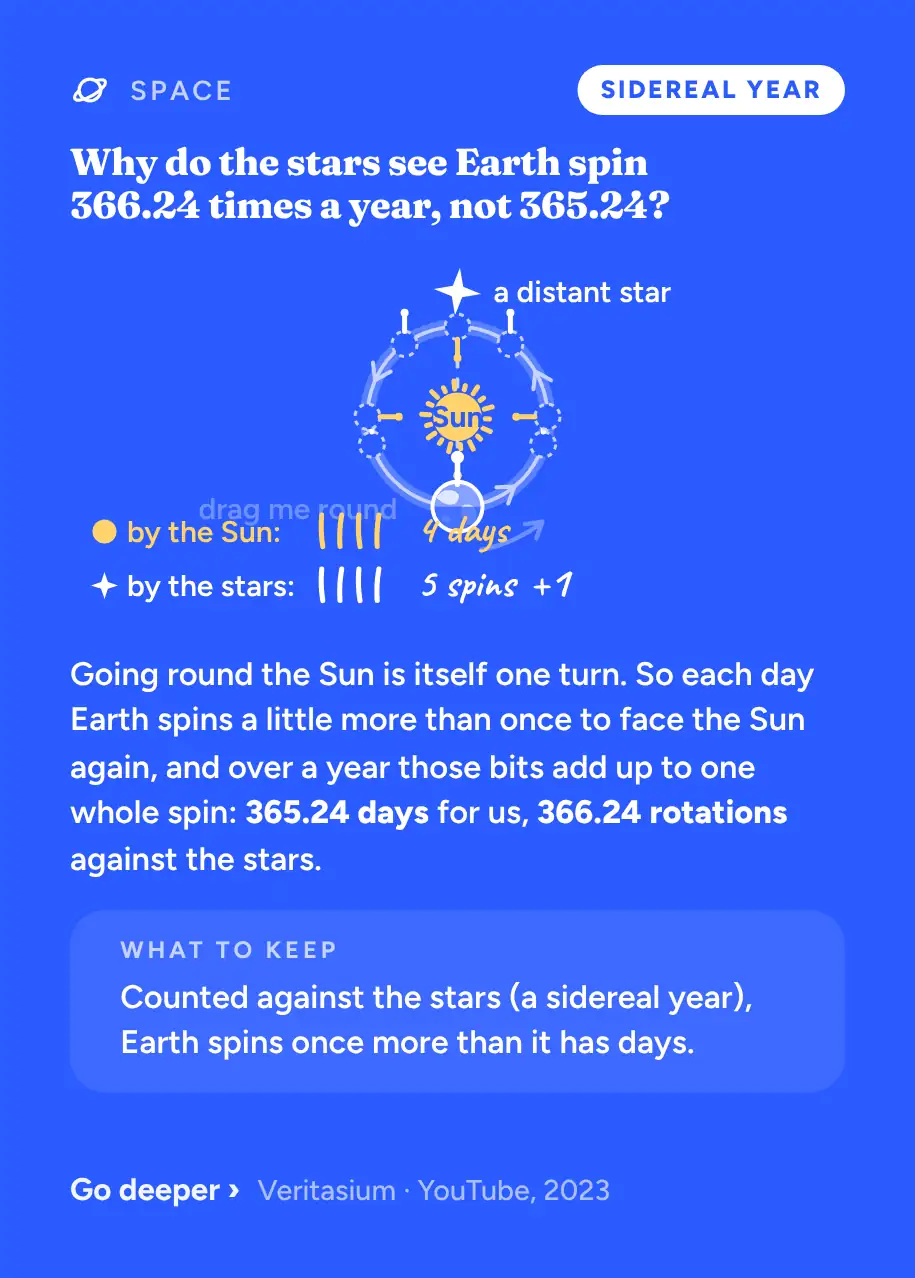 SPACE
SIDEREAL YEAR
Why do the stars see Earth spin
366.24 times a year, not 365.24?
a distant star
Sun
drag me round
by the Sun: 4 days
by the stars: 5 spins +1
Going round the Sun is itself one turn. So each day
Earth spins a little more than once to face the Sun
again, and over a year those bits add up to one
whole spin: 365.24 days for us, 366.24 rotations
against the stars.
WHAT TO KEEP
Counted against the stars (a sidereal year),
Earth spins once more than it has days.
Go deeper › Veritasium · YouTube, 2023